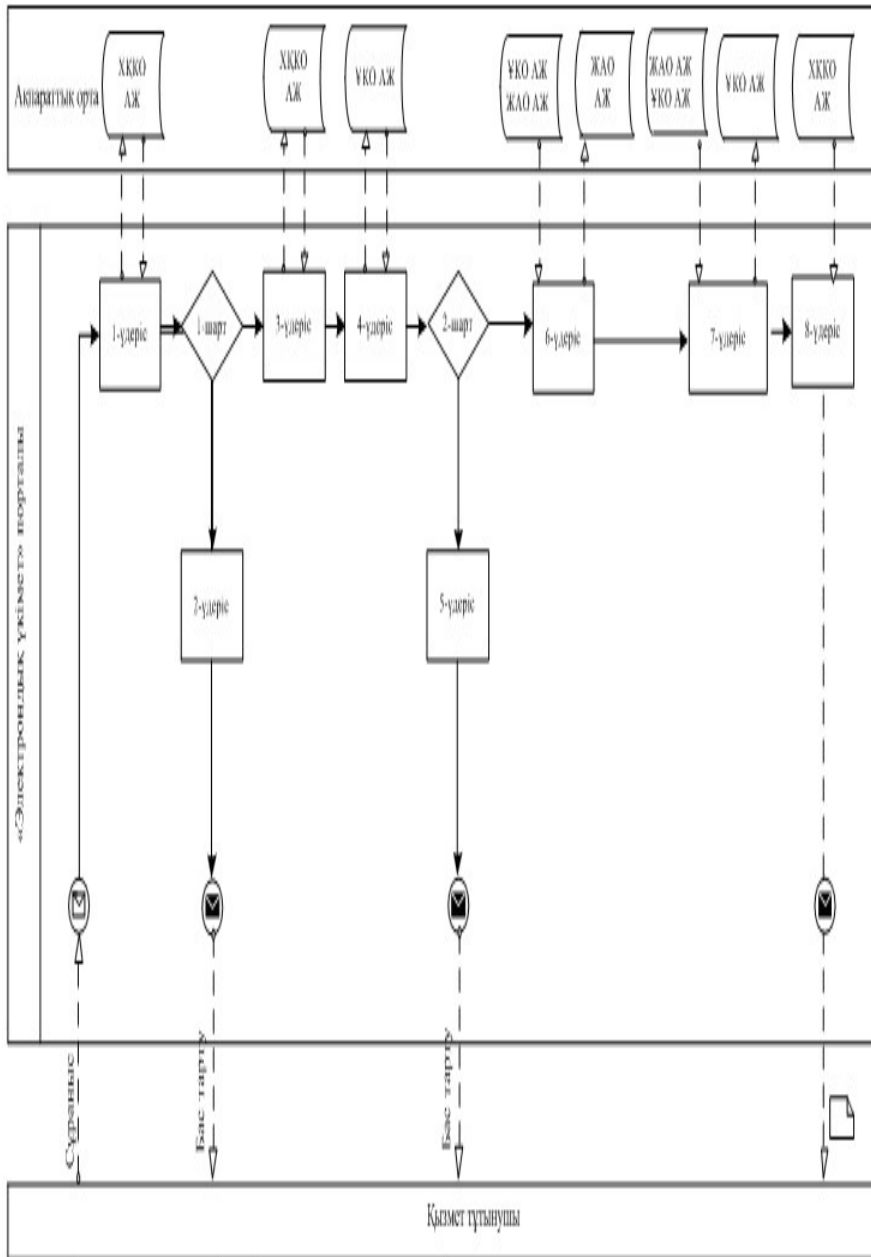 Ақпараттық орта
ХҚКО
АЖ
ХҚКО
АЖ
ҰКО АЖ
ҰКО АЖ
ЖАО АЖ
ЖАО
АЖ
ЖАО АЖ
ҰКО АЖ
ҰКО АЖ
ХҚКО
АЖ
«Электрондық үкімет» порталы
1-үдеріс
1-шарт
3-үдеріс
4-үдеріс
2-шарт
6-үдеріс
7-үдеріс
8-үдеріс
2-үдеріс
5-үдеріс
Сұраныс
Бас тарту
Бас тарту
Қызмет тұтынушы